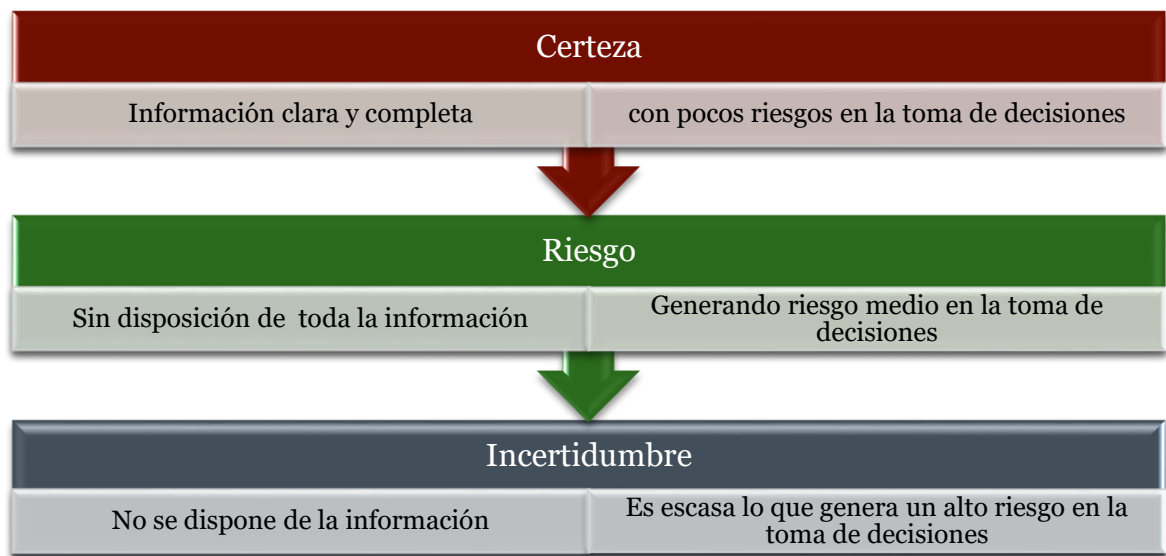 Certeza
Información clara y completa
con pocos riesgos en la toma de decisiones
Riesgo
Sin disposición de toda la información
Generando riesgo medio en la toma de
decisiones
Incertidumbre
No se dispone de la información
Es escasa lo que genera un alto riesgo en la
toma de decisiones